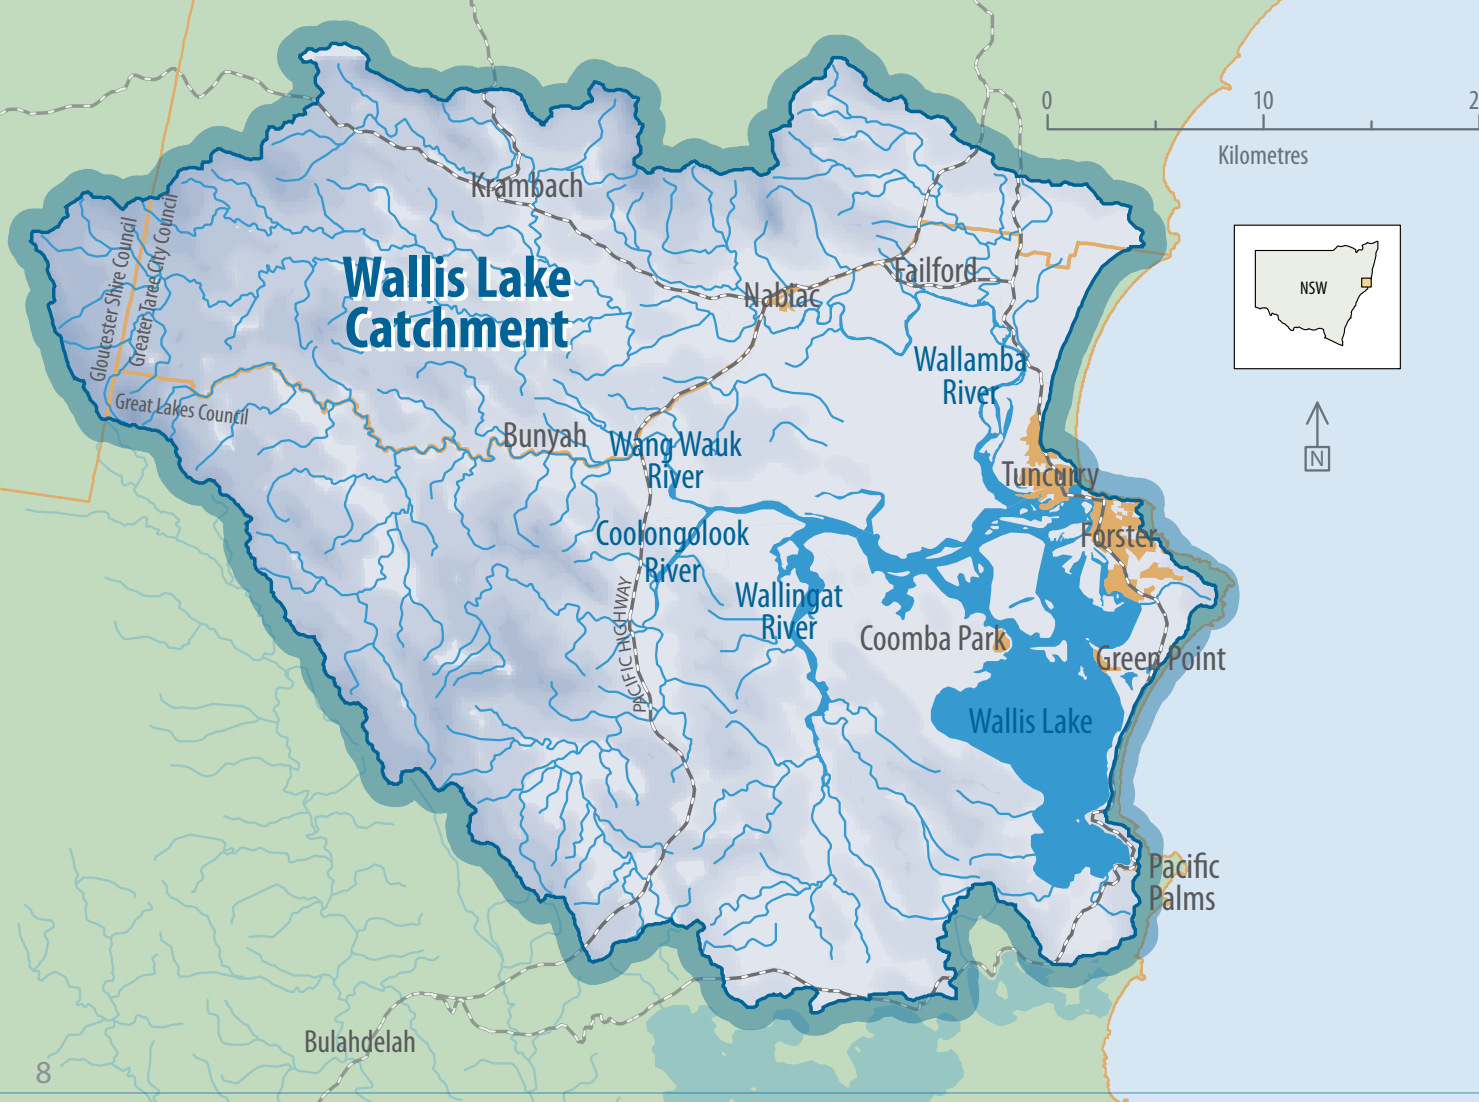 0
10
2
Kilometres
Krambach
Gloucester Shire Council
Greater Taree City Council
Wallis Lake
Catchment
NSW
Failford
Nabiac
Wallamba
River
Great Lakes Council
Bunyah
Wang Wauk
River
N
Tuncurry
Coolongolook
River
Forster
PACIFIC HIGHWAY
Wallingat
River
Coomba Park
Green Point
Wallis Lake
Pacific
Palms
Bulahdelah
8